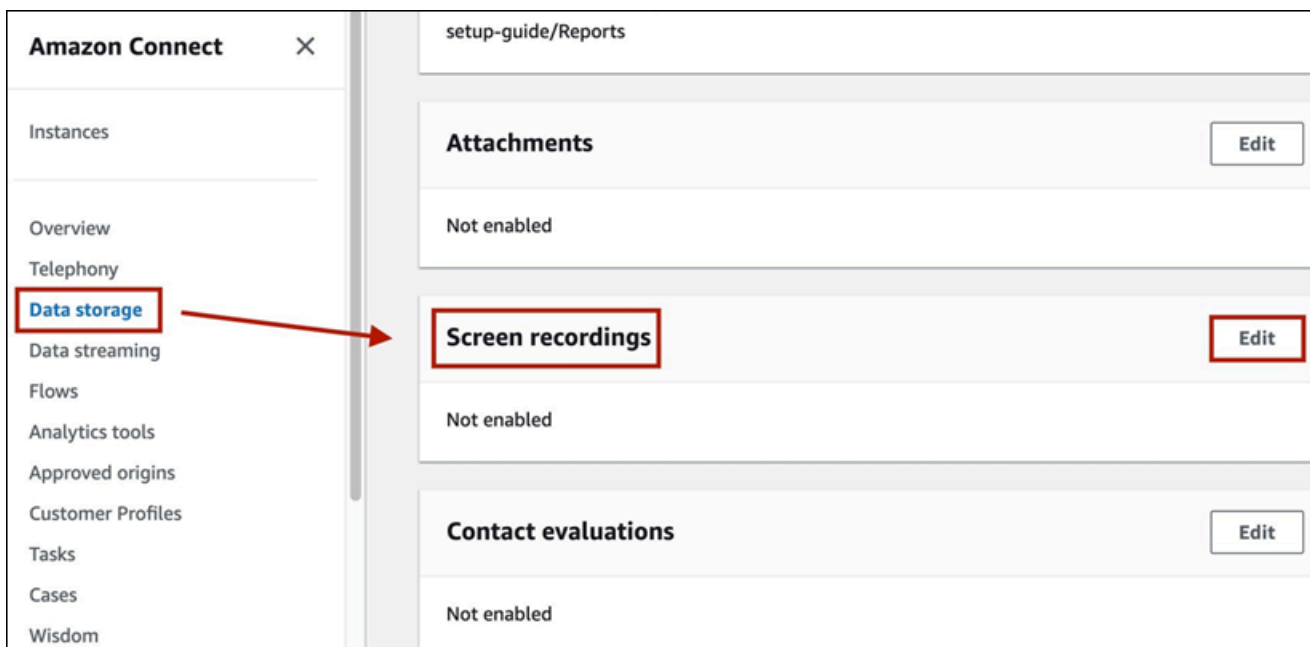 Amazon Connect
Instances
Overview
Telephony
Data storage
Data streaming
Flows
Analytics tools
Approved origins
Customer Profiles
Tasks
Cases
Wisdom
setup-guide/Reports
Attachments
Edit
Not enabled
Screen recordings
Edit
Not enabled
Contact evaluations
Edit
Not enabled